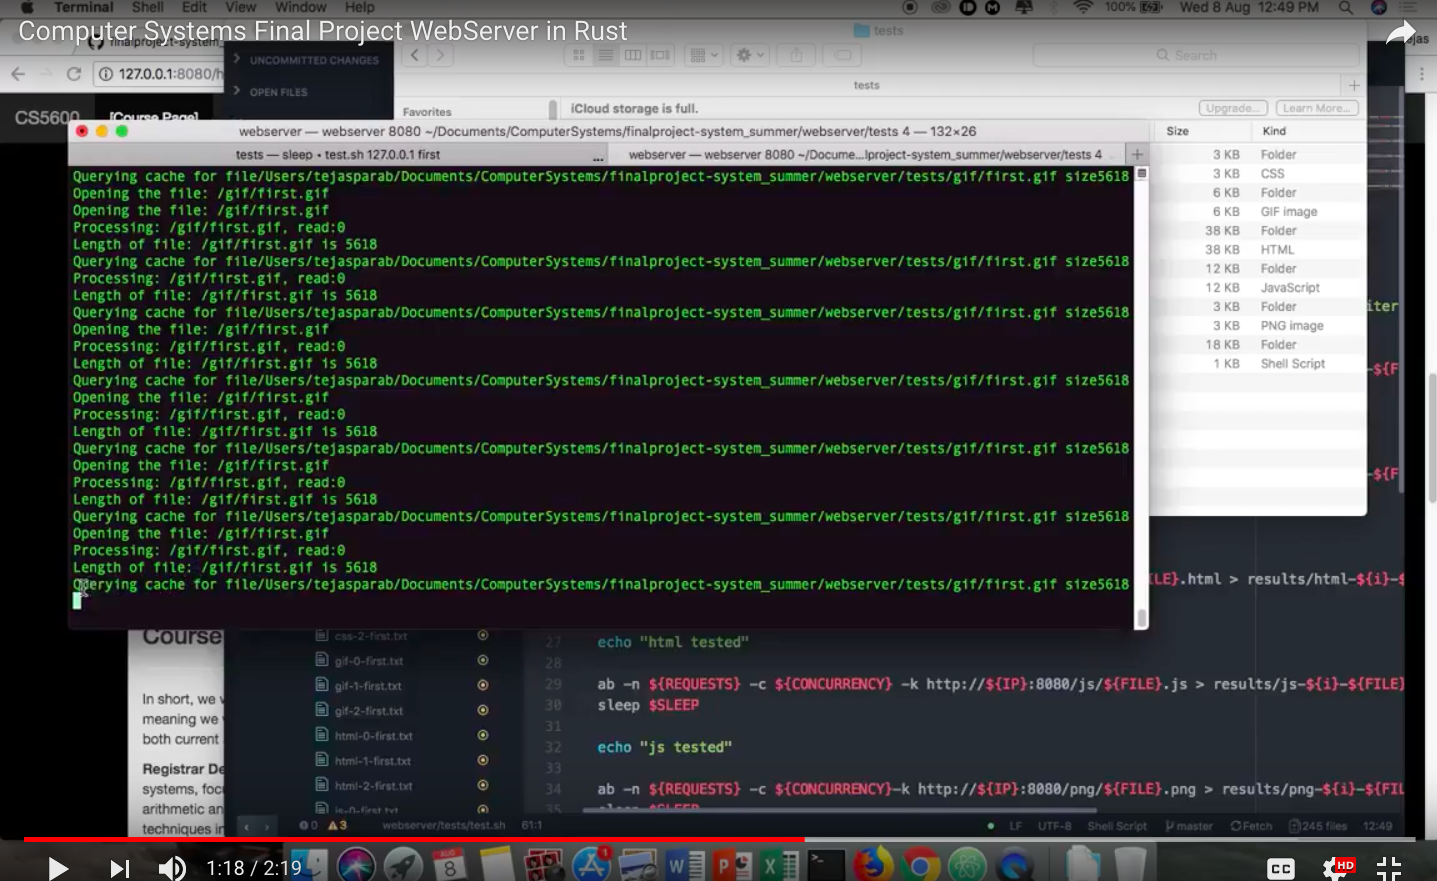 Terminal Shell Edit View Window Help 100% Wed 8 Aug 12:49 PM
Computer Systems Final Project WebServer in Rust
tests
127.0.0.1:8080/h
UNCOMMITTED CHANGES
OPEN FILES
Search
tests
Favorites
iCloud storage is full. Upgrade... Learn More...
CS5600 [Course Page]
webserver — webserver 8080 ~/Documents/ComputerSystems/finalproject-system_summer/webserver/tests 4 — 132×26
Size Kind
tests — sleep • test.sh 127.0.0.1 first ... webserver — webserver 8080 ~/Docume...lproject-system_summer/webserver/tests 4
3 KB Folder
3 KB CSS
6 KB Folder
6 KB GIF image
38 KB Folder
38 KB HTML
12 KB Folder
12 KB JavaScript
3 KB Folder
3 KB PNG image
18 KB Folder
1 KB Shell Script
Querying cache for file/Users/tejasparab/Documents/ComputerSystems/finalproject-system_summer/webserver/tests/gif/first.gif size5618
Opening the file: /gif/first.gif
Opening the file: /gif/first.gif
Processing: /gif/first.gif, read:0
Length of file: /gif/first.gif is 5618
Querying cache for file/Users/tejasparab/Documents/ComputerSystems/finalproject-system_summer/webserver/tests/gif/first.gif size5618
Processing: /gif/first.gif, read:0
Length of file: /gif/first.gif is 5618
Querying cache for file/Users/tejasparab/Documents/ComputerSystems/finalproject-system_summer/webserver/tests/gif/first.gif size5618
Opening the file: /gif/first.gif
Processing: /gif/first.gif, read:0
Length of file: /gif/first.gif is 5618
Querying cache for file/Users/tejasparab/Documents/ComputerSystems/finalproject-system_summer/webserver/tests/gif/first.gif size5618
Opening the file: /gif/first.gif
Processing: /gif/first.gif, read:0
Length of file: /gif/first.gif is 5618
Querying cache for file/Users/tejasparab/Documents/ComputerSystems/finalproject-system_summer/webserver/tests/gif/first.gif size5618
Opening the file: /gif/first.gif
Processing: /gif/first.gif, read:0
Length of file: /gif/first.gif is 5618
Querying cache for file/Users/tejasparab/Documents/ComputerSystems/finalproject-system_summer/webserver/tests/gif/first.gif size5618
Opening the file: /gif/first.gif
Processing: /gif/first.gif, read:0
Length of file: /gif/first.gif is 5618
Querying cache for file/Users/tejasparab/Documents/ComputerSystems/finalproject-system_summer/webserver/tests/gif/first.gif size5618
iter
-${F
-${F
LE}.html > results/html-${i}-$
Course
In short, we v
meaning we
both current
Registrar De
systems, foc
arithmetic an
techniques in
css-2-first.txt
gif-0-first.txt
gif-1-first.txt
gif-2-first.txt
html-0-first.txt
html-1-first.txt
html-2-first.txt
js-0-first.txt
27 echo "html tested"
28
29 ab -n ${REQUESTS} -c ${CONCURRENCY} -k http://${IP}:8080/js/${FILE}.js > results/js-${i}-${FILE}
30 sleep $SLEEP
31
32 echo "js tested"
33
34 ab -n ${REQUESTS} -c ${CONCURRENCY}-k http://${IP}:8080/png/${FILE}.png > results/png-${i}-${FIL
35 sleep $SLEEP
0 3 webserver/tests/test.sh 61:1 LF UTF-8 Shell Script master Fetch 245 files 12:49
1:18 / 2:19
AUG
8
1
CC
HD